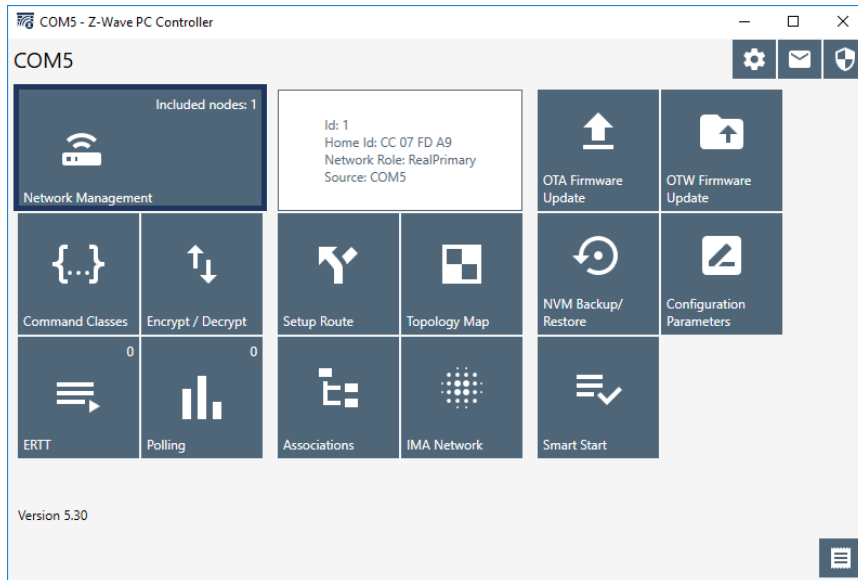 COM5 - Z-Wave PC Controller
COM5
Included nodes: 1
Network Management
Id: 1
Home Id: CC 07 FD A9
Network Role: RealPrimary
Source: COM5
OTA Firmware
Update
OTW Firmware
Update
{...}
Command Classes
Encrypt / Decrypt
Setup Route
Topology Map
NVM Backup/
Restore
Configuration
Parameters
0
ERTT
0
Polling
Associations
IMA Network
Smart Start
Version 5.30